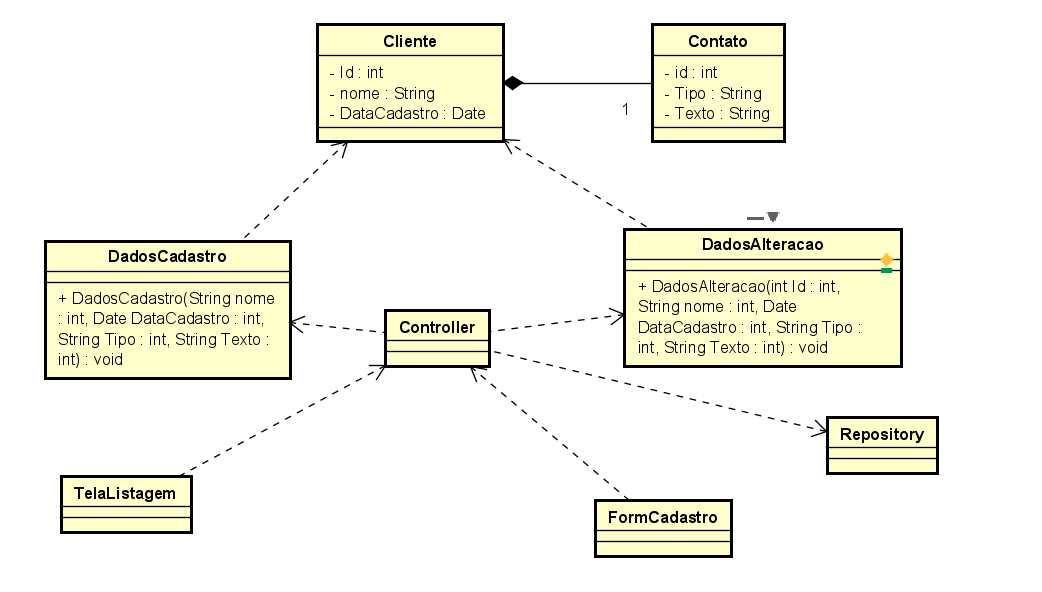 Cliente
- Id : int
- nome : String
- DataCadastro : Date
Contato
- id : int
- Tipo : String
- Texto : String
1
DadosCadastro
+ DadosCadastro(String nome
: int, Date DataCadastro : int,
String Tipo : int, String Texto :
int) : void
DadosAlteracao
+ DadosAlteracao(int Id : int,
String nome : int, Date
DataCadastro : int, String Tipo :
int, String Texto : int) : void
Controller
Repository
TelaListagem
FormCadastro